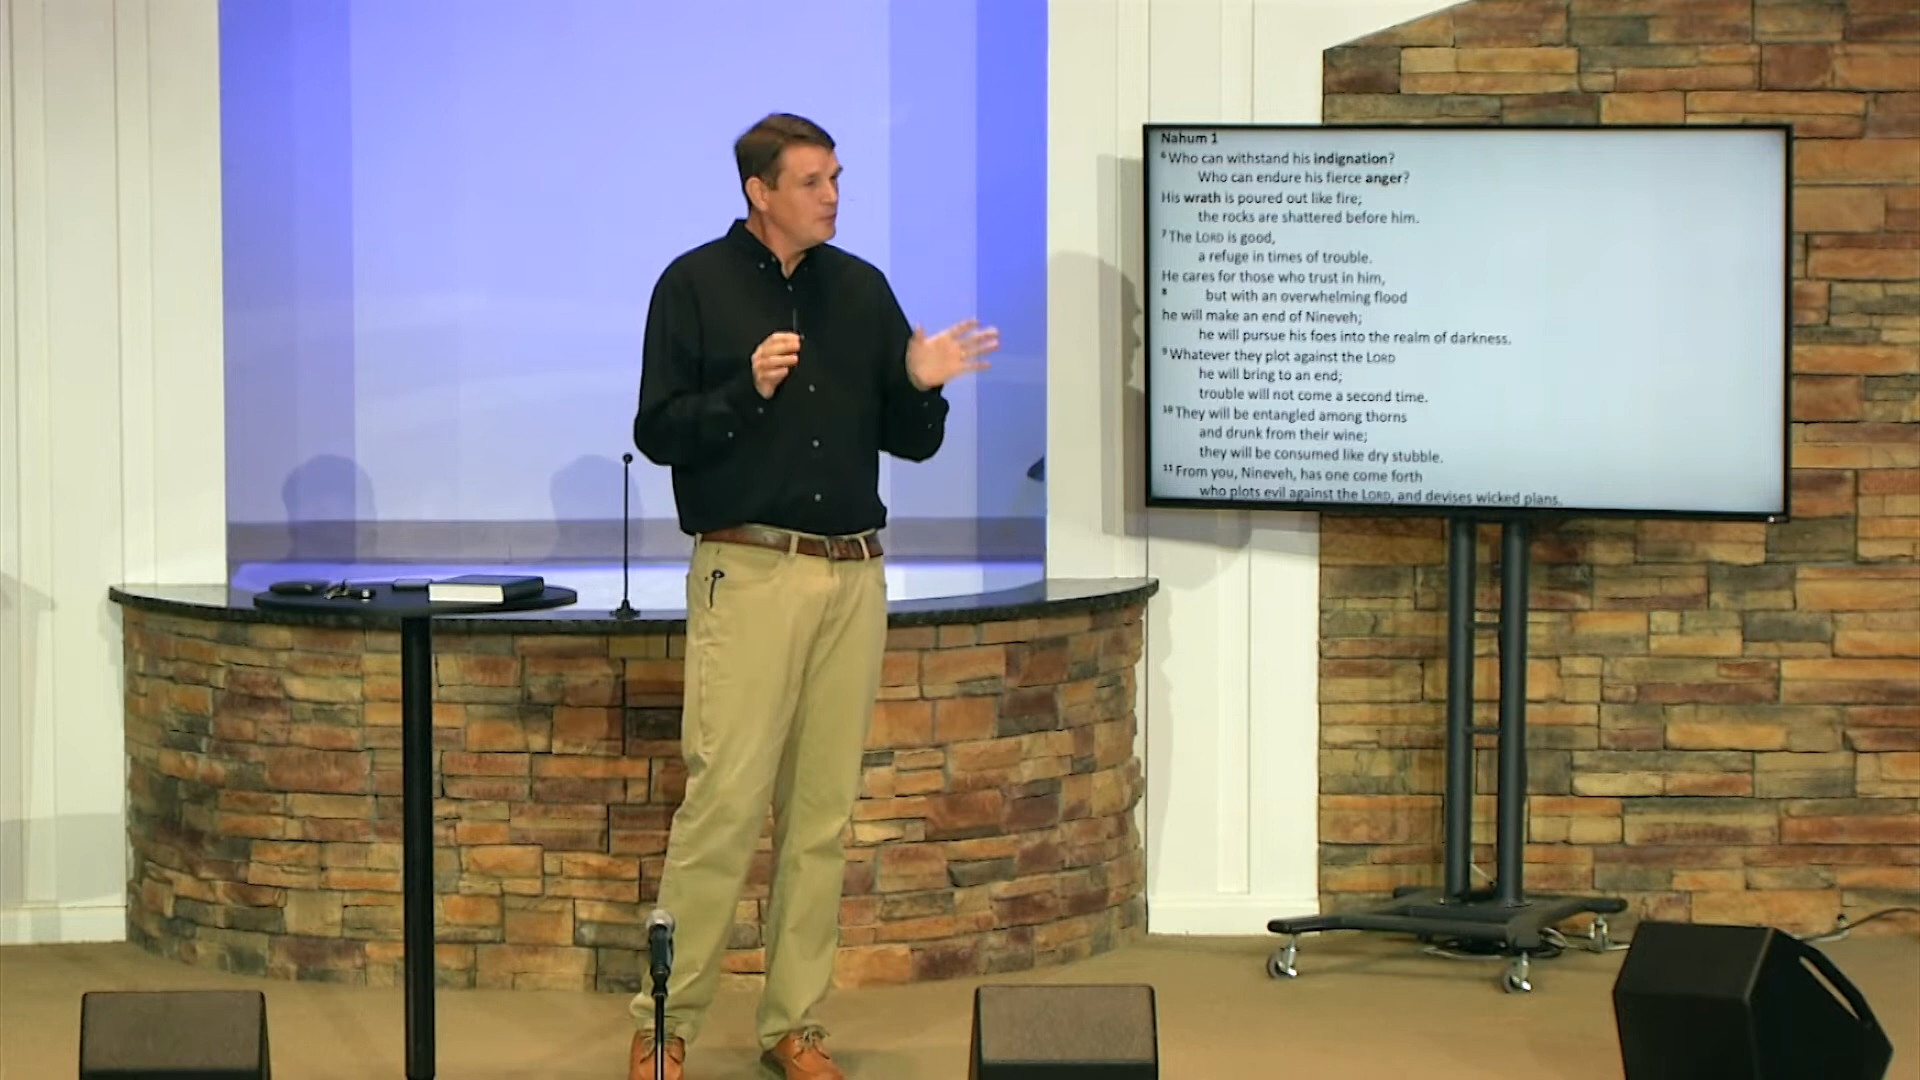 Nahum 1
6 Who can withstand his indignation?
Who can endure his fierce anger?
His wrath is poured out like fire;
the rocks are shattered before him.
7 The LORD is good,
a refuge in times of trouble.
He cares for those who trust in him,
8 but with an overwhelming flood
he will make an end of Nineveh;
he will pursue his foes into the realm of darkness.
9 Whatever they plot against the LORD
he will bring to an end;
trouble will not come a second time.
10 They will be entangled among thorns
and drunk from their wine;
they will be consumed like dry stubble.
11 From you, Nineveh, has one come forth
who plots evil against the LORD, and devises wicked plans.